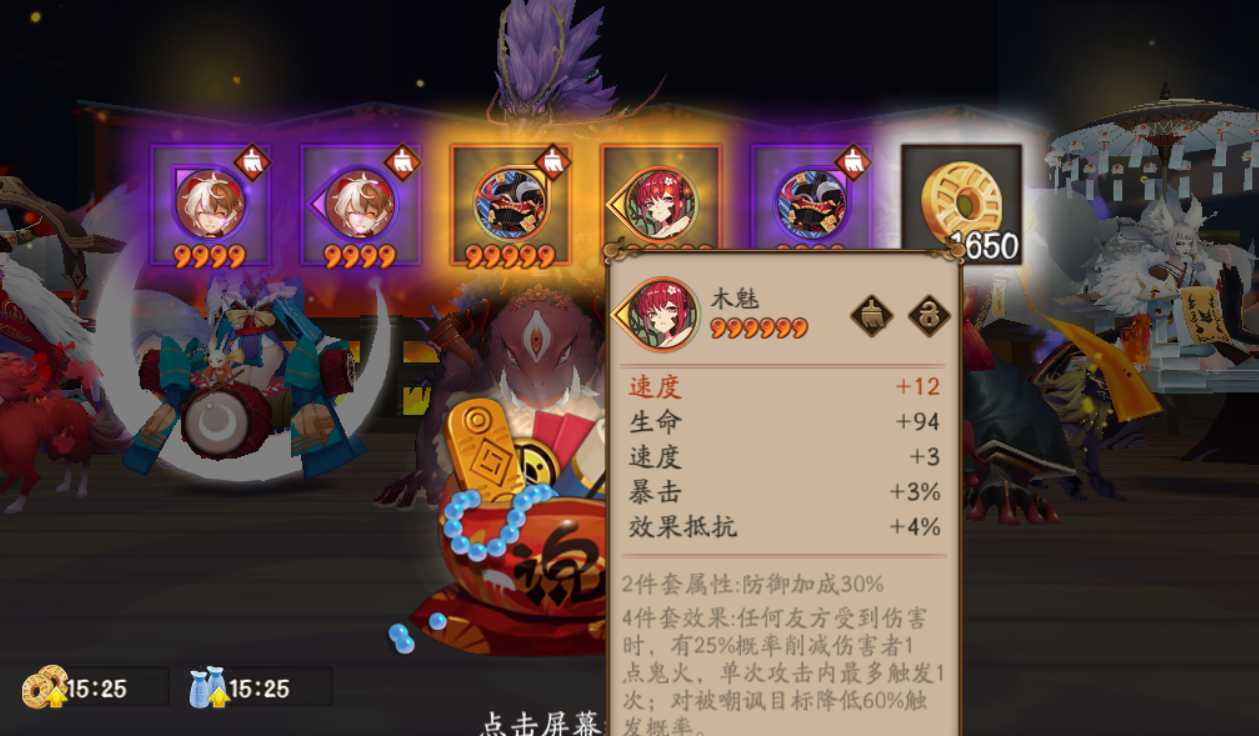 1650
木魅
速度 +12
生命 +94
速度 +3
暴击 +3%
效果抵抗 +4%
2件套属性:防御加成30%
4件套效果:任何友方受到伤害
时，有25%概率削减伤害者1
点鬼火，单次攻击内最多触发1
次；对被嘲讽目标降低60%触
发概率。
15:25
15:25
点击屏幕